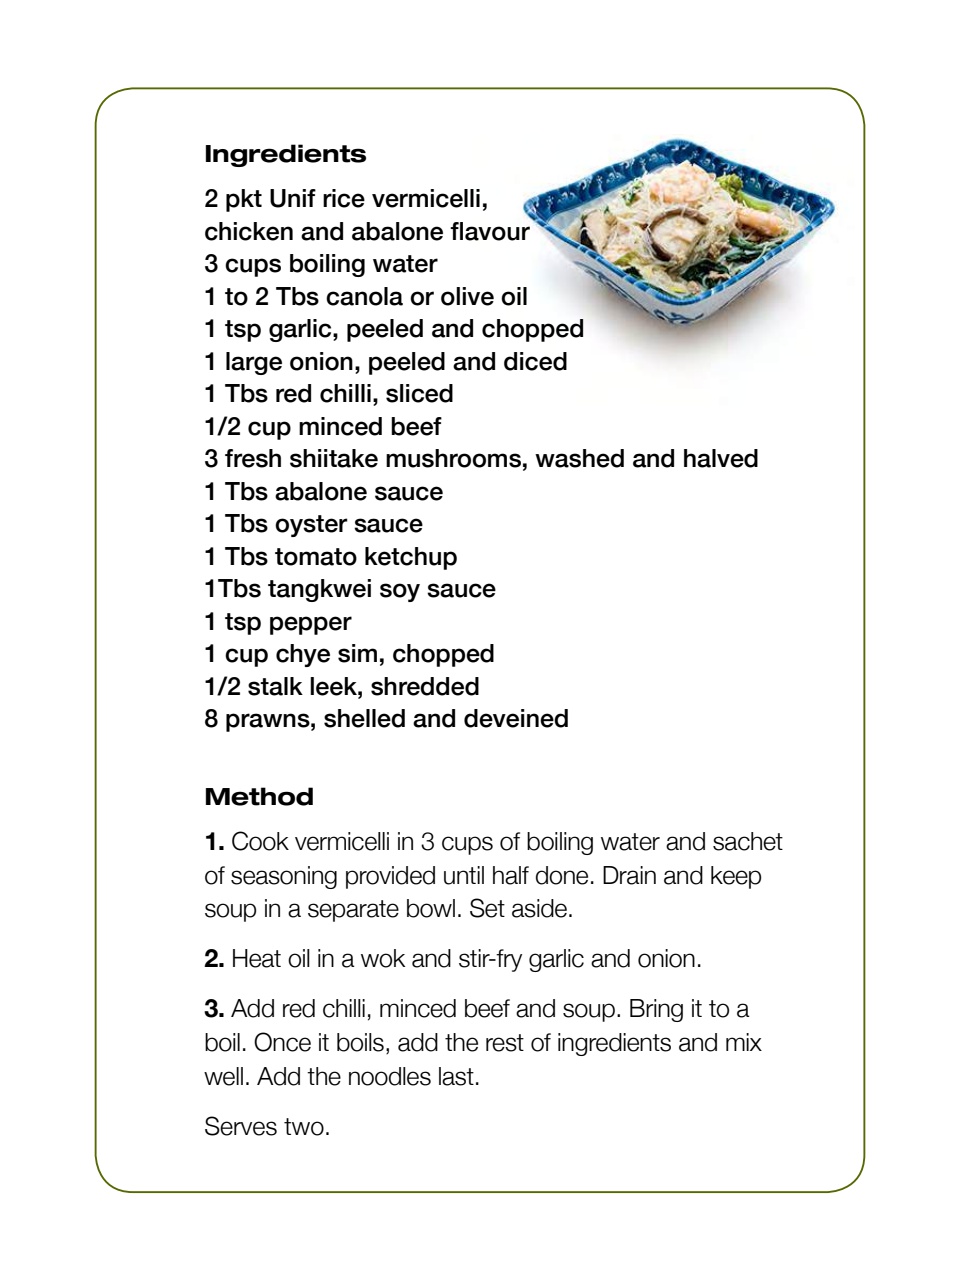 Ingredients
2 pkt Unif rice vermicelli,
chicken and abalone flavour
3 cups boiling water
1 to 2 Tbs canola or olive oil
1 tsp garlic, peeled and chopped
1 large onion, peeled and diced
1 Tbs red chilli, sliced
1/2 cup minced beef
3 fresh shiitake mushrooms, washed and halved
1 Tbs abalone sauce
1 Tbs oyster sauce
1 Tbs tomato ketchup
1Tbs tangkwei soy sauce
1 tsp pepper
1 cup chye sim, chopped
1/2 stalk leek, shredded
8 prawns, shelled and deveined
Method
1. Cook vermicelli in 3 cups of boiling water and sachet
of seasoning provided until half done. Drain and keep
soup in a separate bowl. Set aside.
2. Heat oil in a wok and stir-fry garlic and onion.
3. Add red chilli, minced beef and soup. Bring it to a
boil. Once it boils, add the rest of ingredients and mix
well. Add the noodles last.
Serves two.